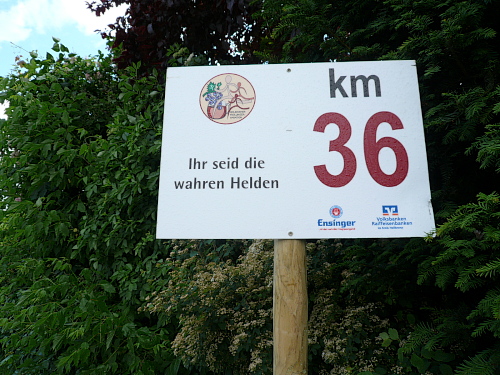 km
36
Ihr seid die
wahren Helden
Ensinger
Volksbanken
Raiffeisenbanken